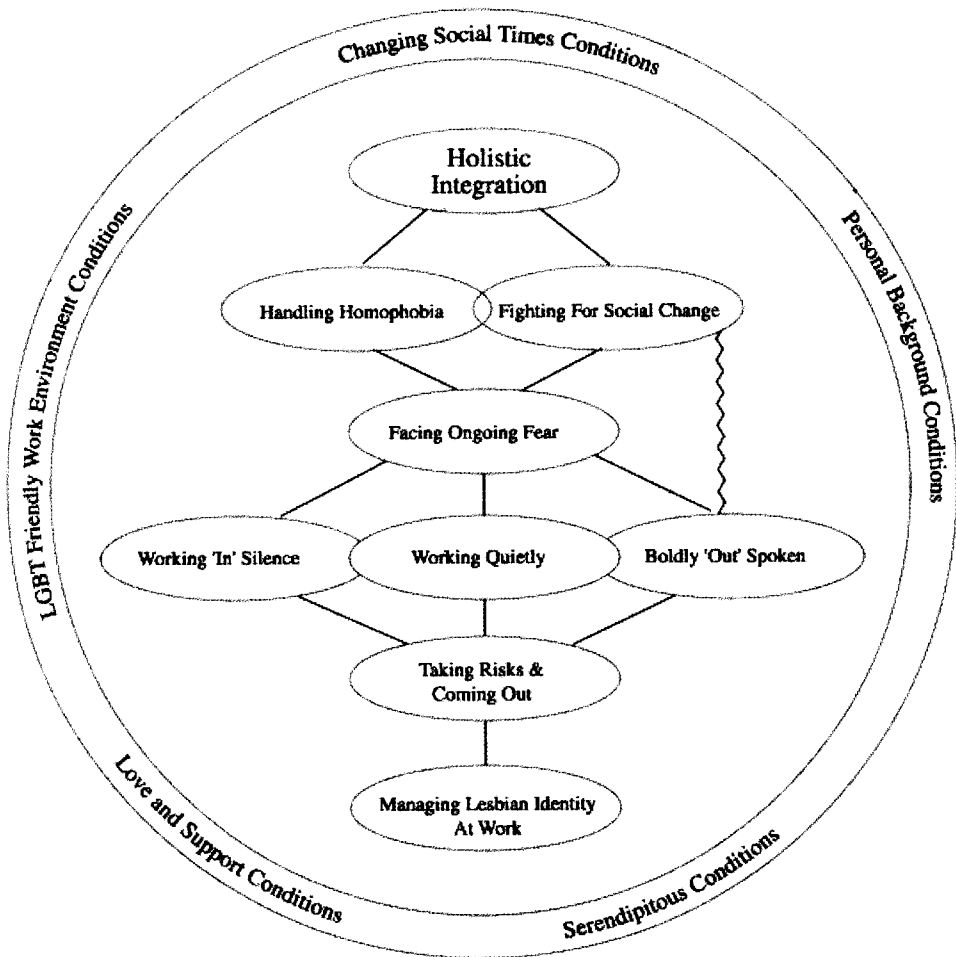 Changing Social Times Conditions
Holistic
Integration
LGBT Friendly Work Environment Conditions
Personal Background Conditions
Handling Homophobia
Fighting For Social Change
Facing Ongoing Fear
Working 'In' Silence
Working Quietly
Boldly 'Out' Spoken
Taking Risks &
Coming Out
Managing Lesbian Identity
At Work
Love and Support Conditions
Serendipitous Conditions